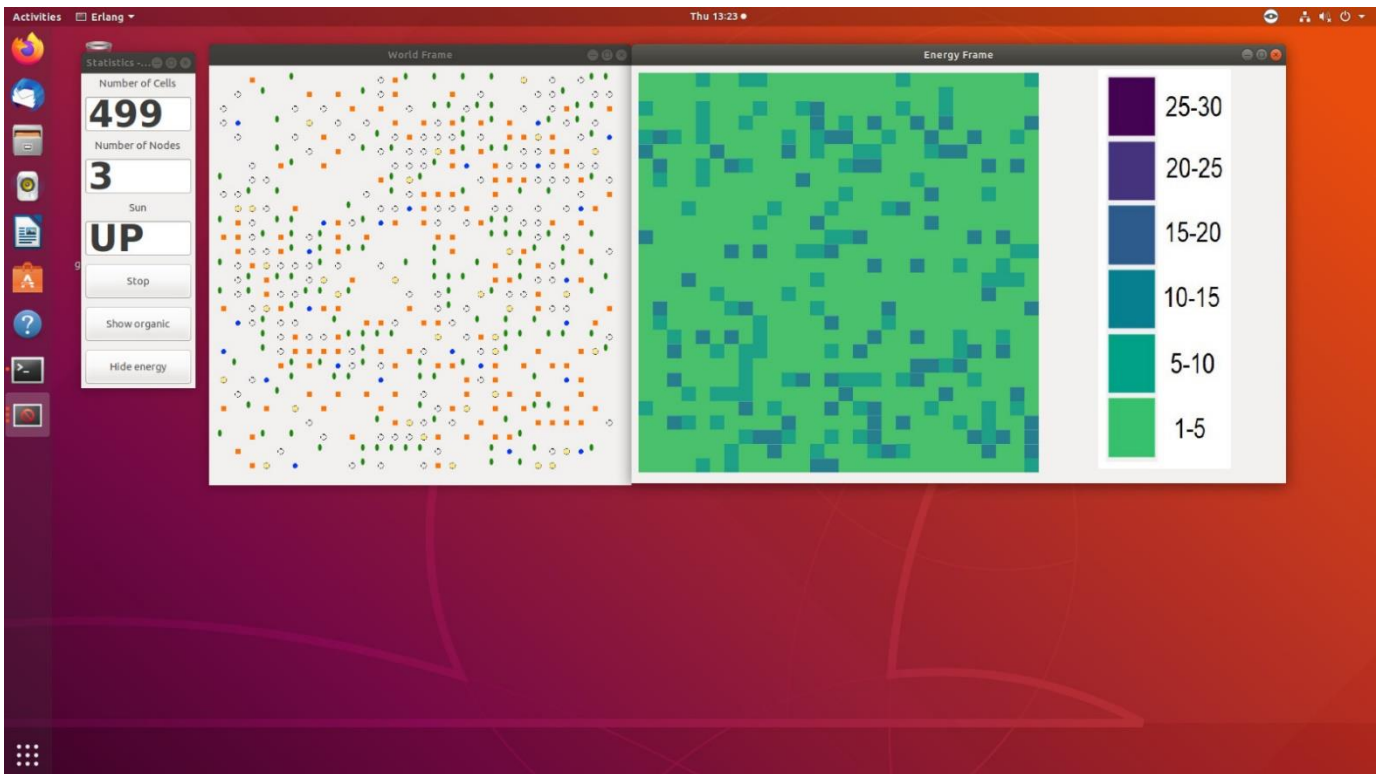 Activities
Erlang
Thu 13:23
Statistics -...
Number of Cells
499
Number of Nodes
3
Sun
UP
Stop
Show organic
Hide energy
World Frame
Energy Frame
25-30
20-25
15-20
10-15
5-10
1-5